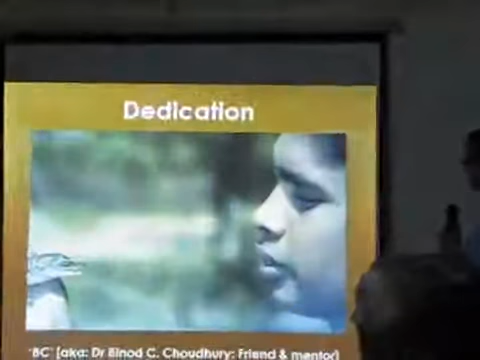 Dedication
'BC' [aka: Dr Binod C. Choudhury: Friend & mentor)